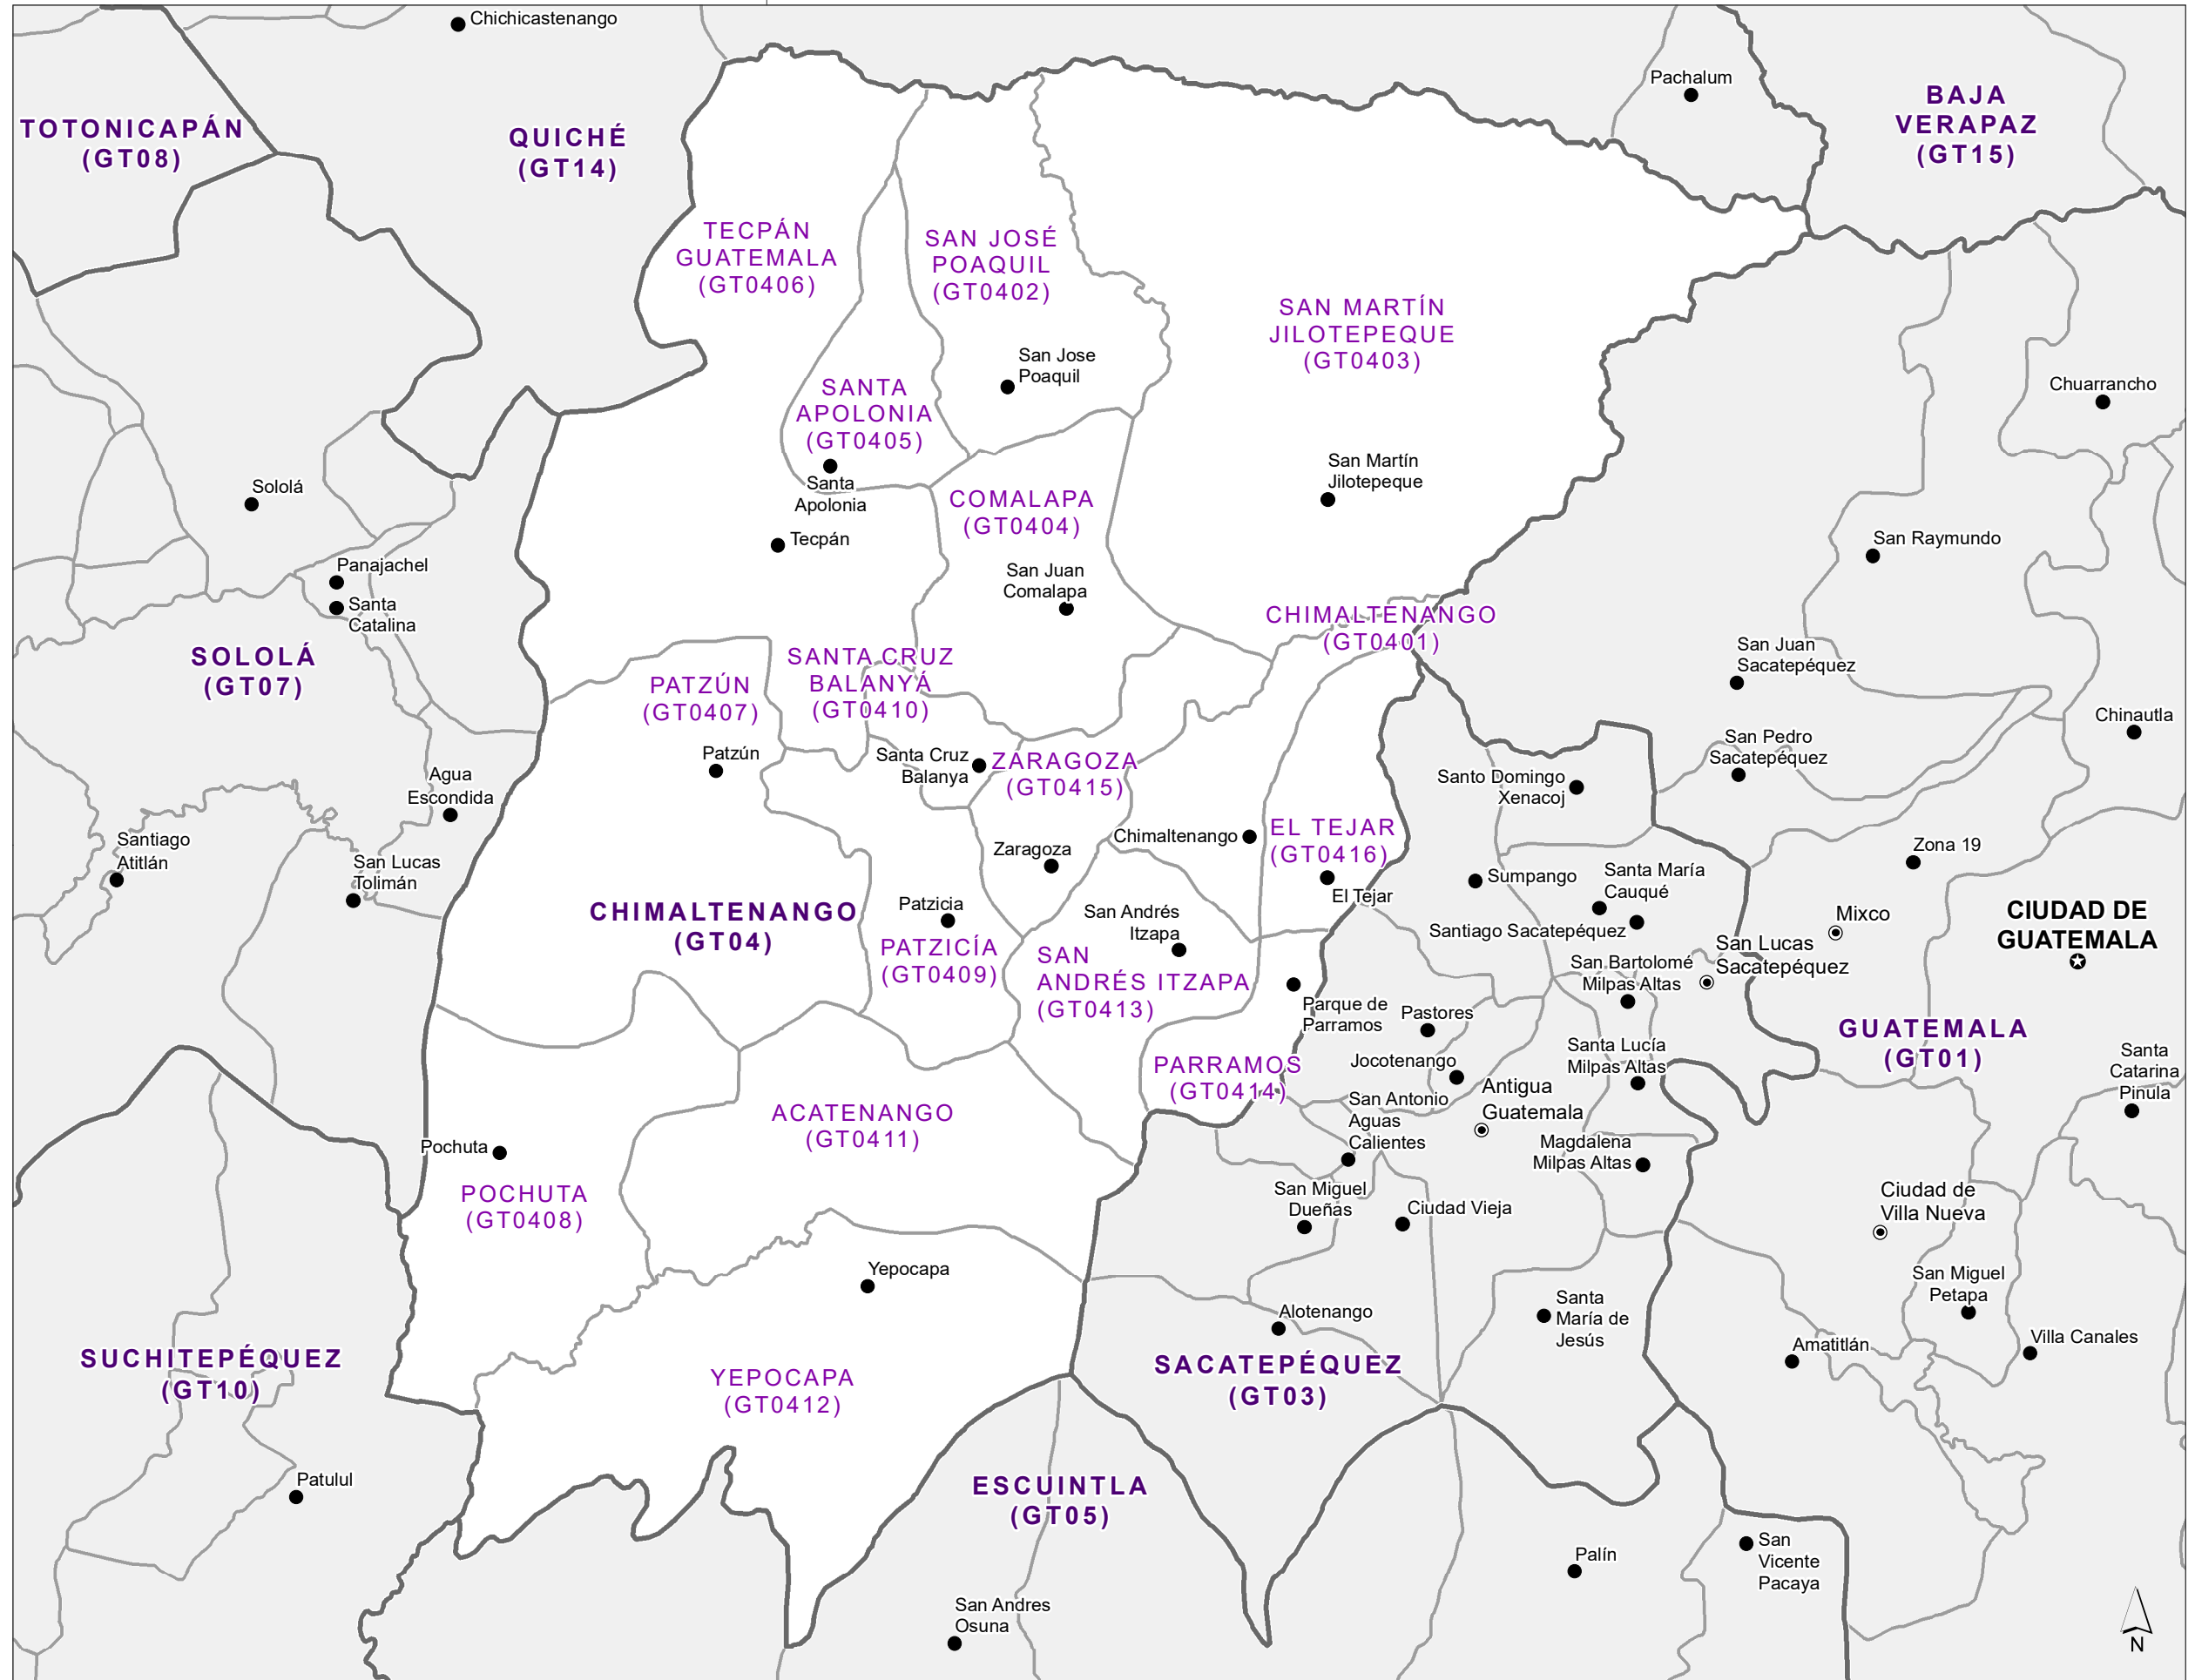 Chichicastenango
Pachalum
BAJA
VERAPAZ
(GT15)
TOTONICAPÁN
(GT08)
QUICHÉ
(GT14)
TECPÁN
GUATEMALA
(GT0406)
SAN JOSÉ
POAQUIL
(GT0402)
SAN MARTÍN
JILOTEPEQUE
(GT0403)
San Jose
Poaquil
SANTA
APOLONIA
(GT0405)
Chuarrancho
Santa
Apolonia
San Martín
Jilotepeque
Sololá
COMALAPA
(GT0404)
Tecpán
San Raymundo
Panajachel
Santa
Catalina
San Juan
Comalapa
CHIMALTENANGO
(GT0401)
SOLOLÁ
(GT07)
SANTA CRUZ
BALANYÁ
(GT0410)
PATZÚN
(GT0407)
San Juan
Sacatepéquez
Chinautla
Patzún
Santa Cruz
Balanya
ZARAGOZA
(GT0415)
San Pedro
Sacatepéquez
Santo Domingo
Xenacoj
Agua
Escondida
Santiago
Atitlán
San Lucas
Tolimán
Zaragoza
Chimaltenango
EL TEJAR
(GT0416)
El Tejar
Zona 19
Sumpango
Santa María
Cauqué
CHIMALTENANGO
(GT04)
Patzicia
PATZICÍA
(GT0409)
San Andrés
Itzapa
SAN
ANDRÉS ITZAPA
(GT0413)
Santiago Sacatepéquez
Mixco
CIUDAD DE
GUATEMALA
San Lucas
Sacatepéquez
San Bartolomé
Milpas Altas
Parque de
Parramos
Pastores
GUATEMALA
(GT01)
PARRAMOS
(GT0414)
Jocotenango
Santa Lucía
Milpas Altas
Santa
Catarina
Pinula
Antigua
Guatemala
San Antonio
Aguas
Calientes
ACATENANGO
(GT0411)
Pochuta
POCHUTA
(GT0408)
Magdalena
Milpas Altas
San Miguel
Dueñas
Ciudad Vieja
Ciudad de
Villa Nueva
Yepocapa
San Miguel
Petapa
Alotenango
Santa
María de
Jesús
Amatitlán
Villa Canales
SUCHITEPÉQUEZ
(GT10)
YEPOCAPA
(GT0412)
SACATEPÉQUEZ
(GT03)
Patulul
ESCUINTLA
(GT05)
Palín
San
Vicente
Pacaya
San Andres
Osuna
N